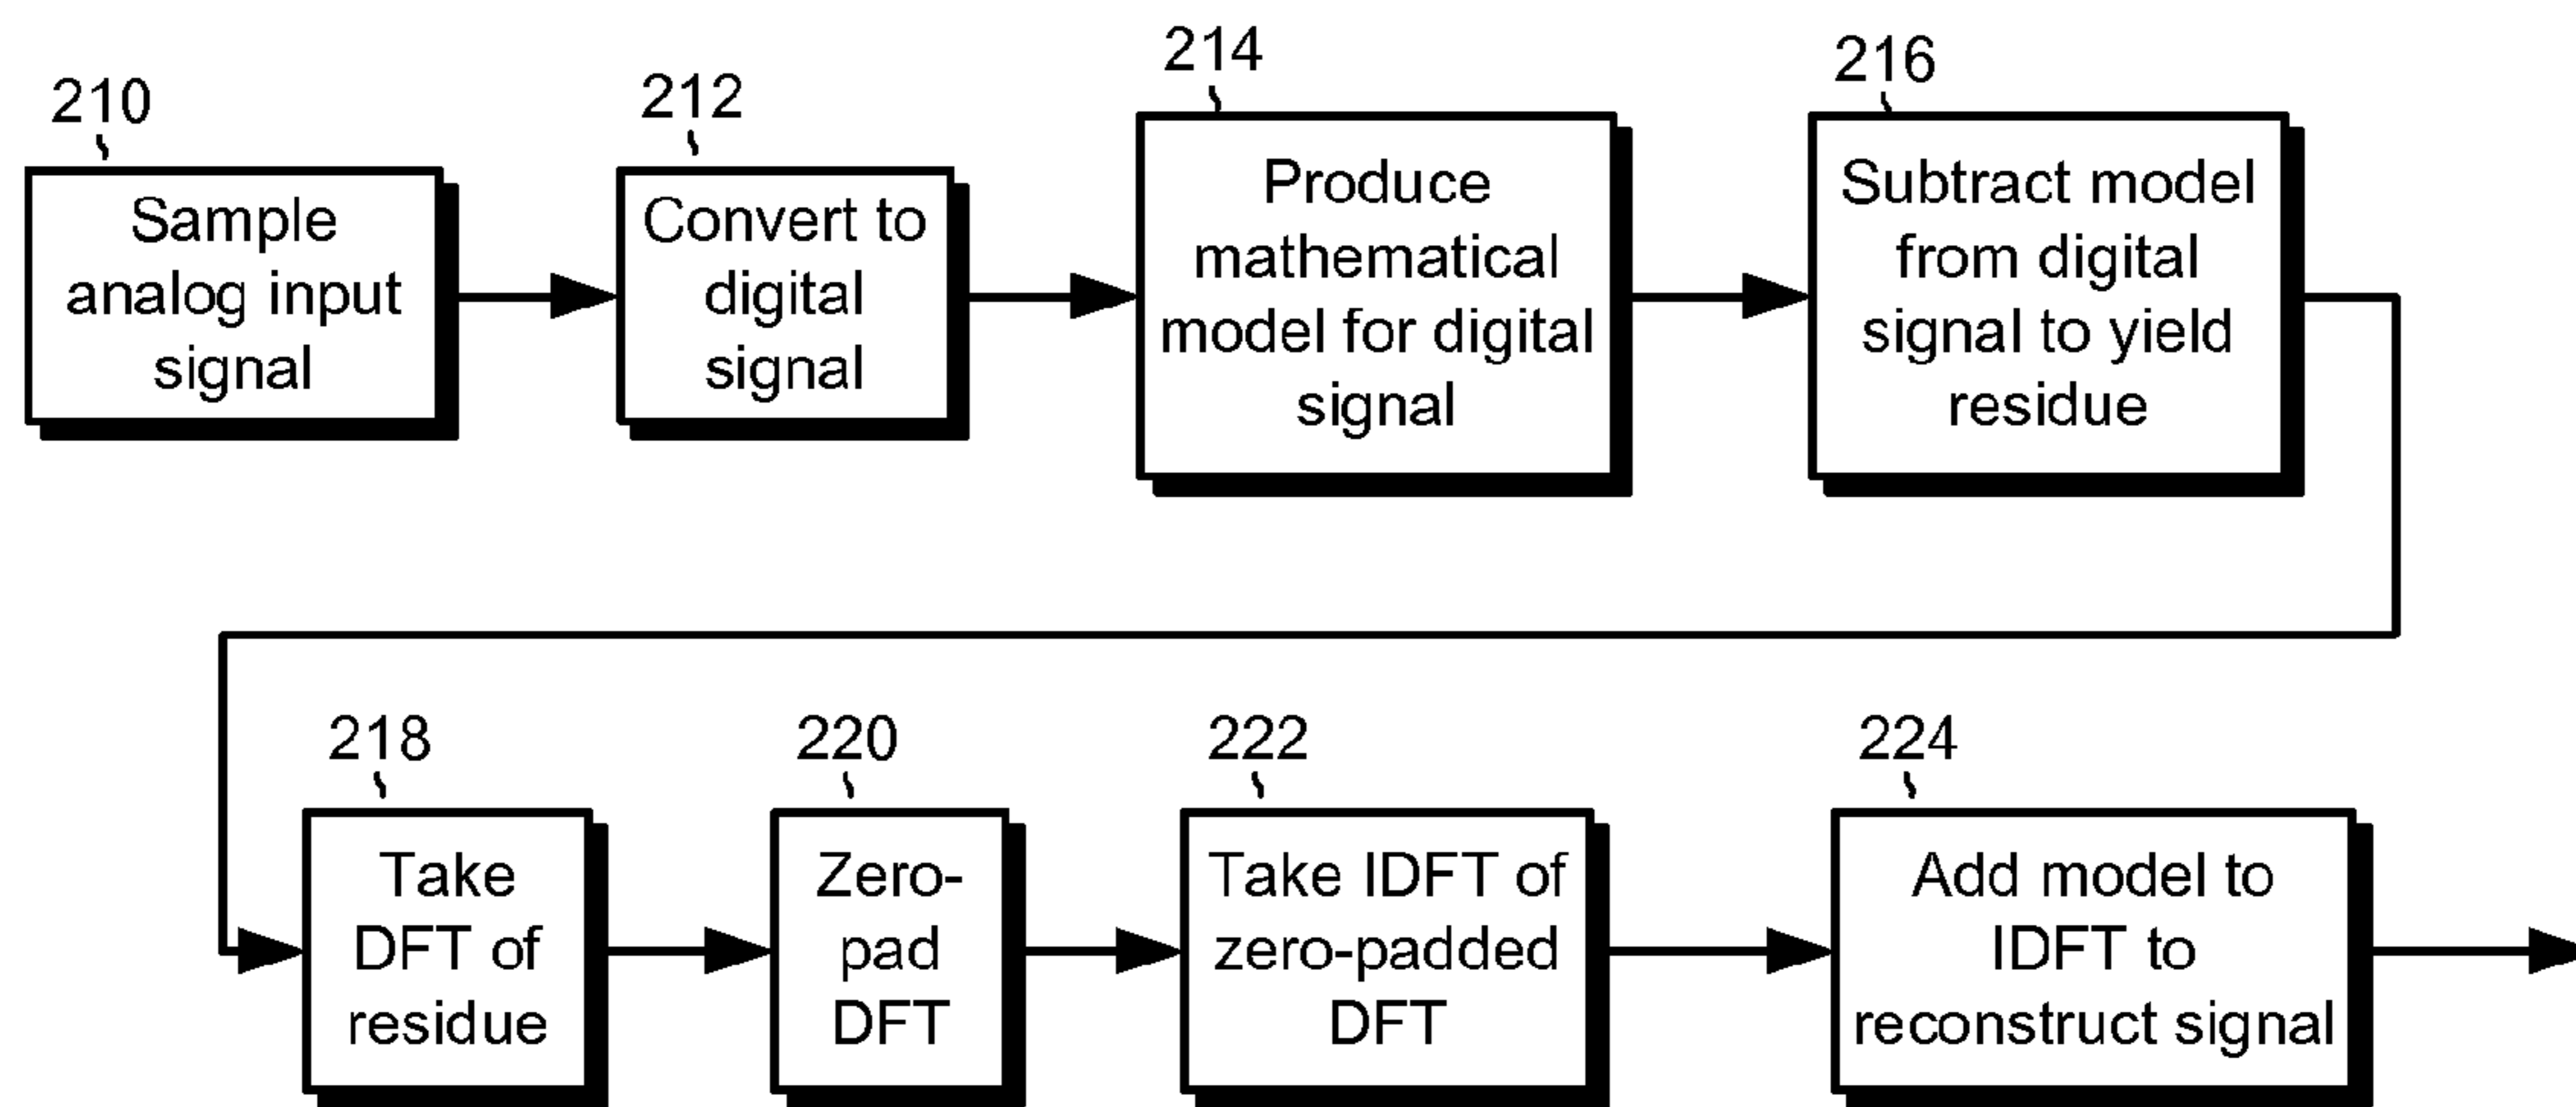 210
Sample
analog input
signal
212
Convert to
digital
signal
214
Produce
mathematical
model for digital
signal
216
Subtract model
from digital
signal to yield
residue
218
Take
DFT of
residue
220
Zero-
pad
DFT
222
Take IDFT of
zero-padded
DFT
224
Add model to
IDFT to
reconstruct signal